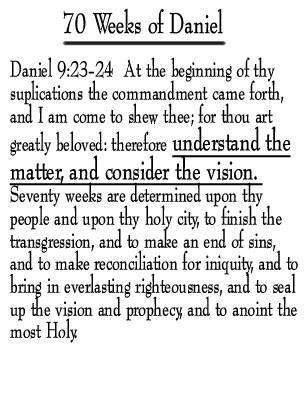 70 Weeks of Daniel
Daniel 9:23-24 At the beginning of thy
suplications the commandment came forth,
and I am come to shew thee; for thou art
greatly beloved: therefore understand the
matter, and consider the vision.
Seventy weeks are determined upon thy
people and upon thy holy city, to finish the
transgression, and to make an end of sins,
and to make reconciliation for iniquity, and to
bring in everlasting righteousness, and to seal
up the vision and prophecy, and to anoint the
most Holy.